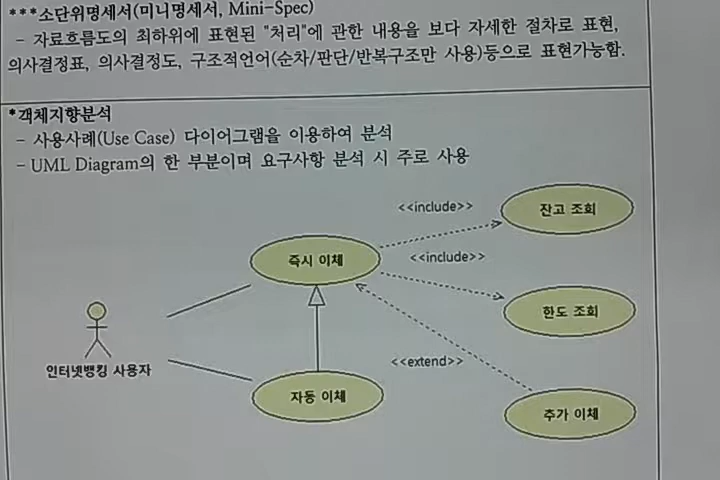 ***소단위명세서(미니명세서, Mini-Spec)
- 자료흐름도의 최하위에 표현된 "처리"에 관한 내용을 보다 자세한 절차로 표현,
의사결정표, 의사결정도, 구조적언어(순차/판단/반복구조만 사용)등으로 표현가능함.
*객체지향분석
- 사용사례(Use Case) 다이어그램을 이용하여 분석
- UML Diagram의 한 부분이며 요구사항 분석 시 주로 사용
<<include>>
잔고 조회
즉시 이체
<<include>>
한도 조회
인터넷뱅킹 사용자
<<extend>>
자동 이체
추가 이체